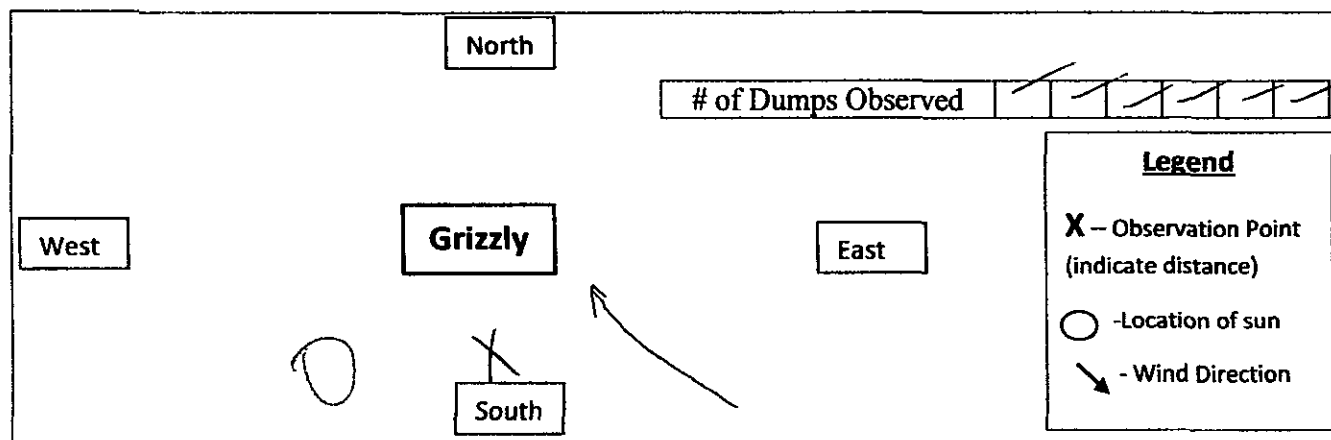 North
# of Dumps Observed
Legend
X – Observation Point
(indicate distance)
West
Grizzly
East
-Location of sun
- Wind Direction
X
South